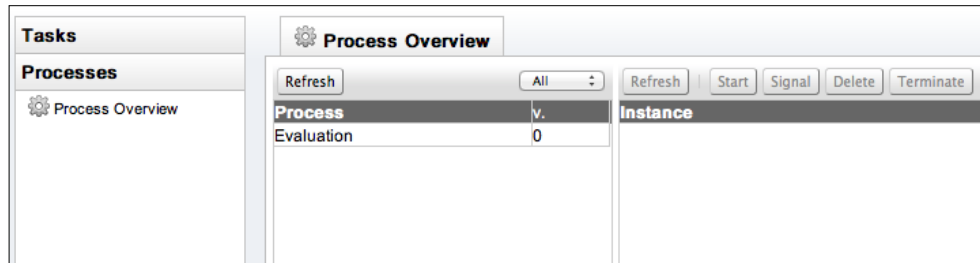 Tasks
Processes
Process Overview
Process Overview
Refresh All
Process v.
Evaluation 0
Refresh Start Signal Delete Terminate
Instance